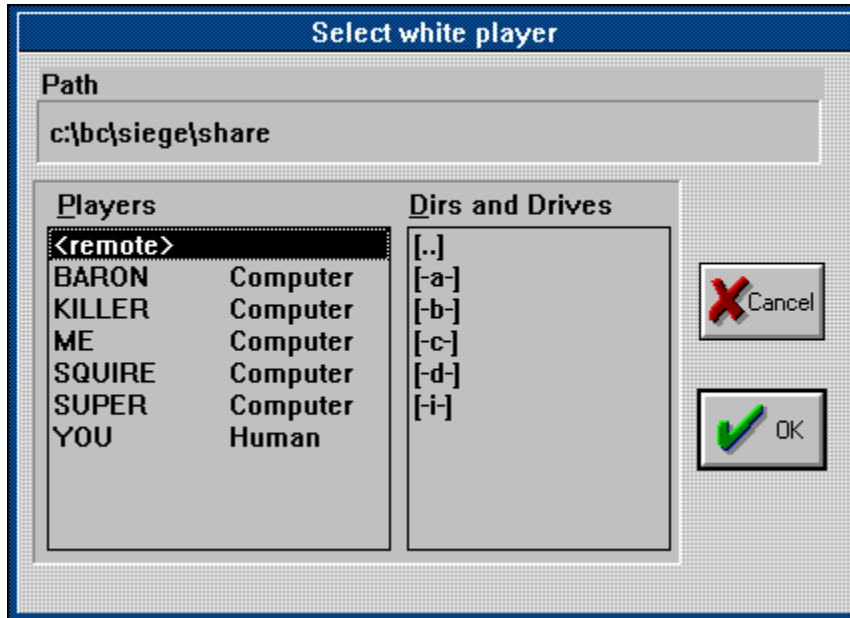 Select white player
Path
c:\bc\siege\share
Players Dirs and Drives
<remote> [..]
BARON Computer [-a-]
KILLER Computer [-b-]
ME Computer [-c-]
SQUIRE Computer [-d-]
SUPER Computer [-i-]
YOU Human
Cancel
OK